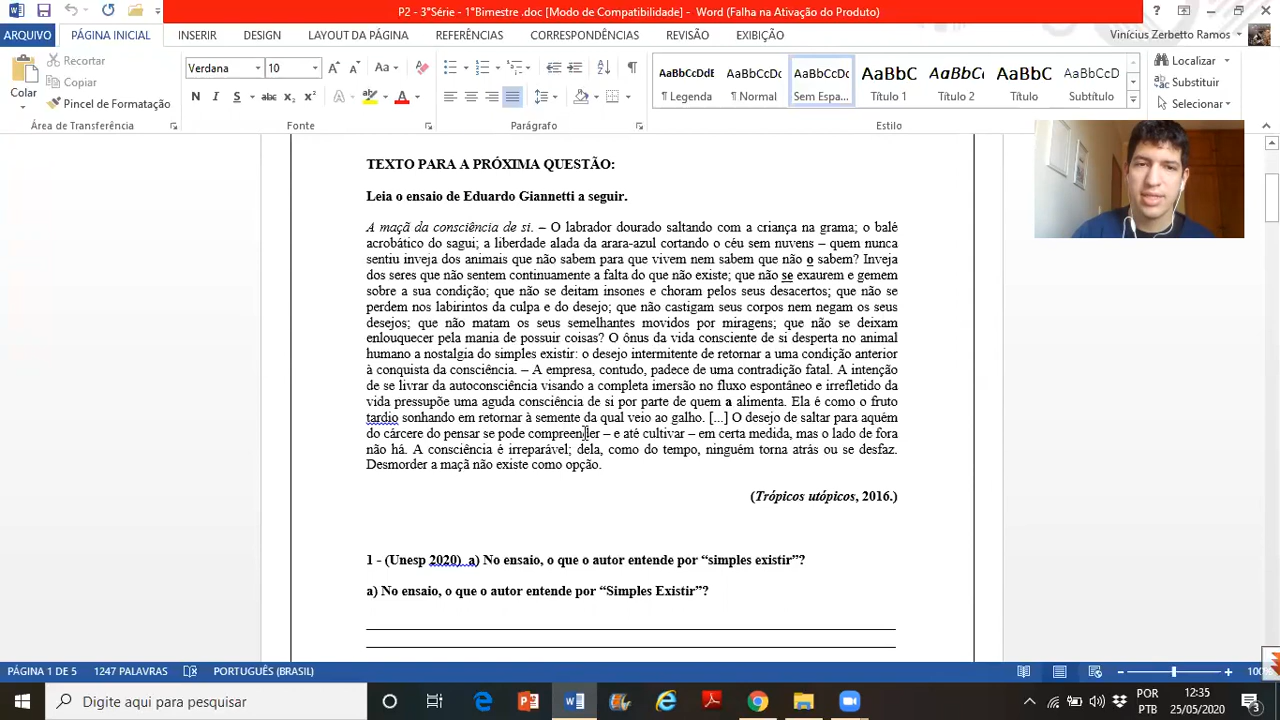 P2 - 3ªSérie - 1ºBimestre .doc [Modo de Compatibilidade] - Word (Falha na Ativação do Produto)
ARQUIVO PÁGINA INICIAL INSERIR DESIGN LAYOUT DA PÁGINA REFERÊNCIAS CORRESPONDÊNCIAS REVISÃO EXIBIÇÃO Vinícius Zerbetto Ramos
Colar
Recortar
Copiar
Pincel de Formatação
Área de Transferência
Verdana 10
N I S abc x₂ x²
Fonte
Parágrafo
AaBbCcDdE AaBbCcDc AaBbCcDc AaBbC AaBbCc AaBbC AaBbCcD
¶ Legenda ¶ Normal Sem Espa... Título 1 Título 2 Título Subtítulo
Estilo
Localizar
Substituir
Selecionar
TEXTO PARA A PRÓXIMA QUESTÃO:
Leia o ensaio de Eduardo Giannetti a seguir.
A maçã da consciência de si. – O labrador dourado saltando com a criança na grama; o balé
acrobático do sagui; a liberdade alada da arara-azul cortando o céu sem nuvens – quem nunca
sentiu inveja dos animais que não sabem para que vivem nem sabem que não o sabem? Inveja
dos seres que não sentem continuamente a falta do que não existe; que não se exaurem e gemem
sobre a sua condição; que não se deitam insones e choram pelos seus desacertos; que não se
perdem nos labirintos da culpa e do desejo; que não castigam seus corpos nem negam os seus
desejos; que não matam os seus semelhantes movidos por miragens; que não se deixam
enlouquecer pela mania de possuir coisas? O ônus da vida consciente de si desperta no animal
humano a nostalgia do simples existir: o desejo intermitente de retornar a uma condição anterior
à conquista da consciência. – A empresa, contudo, padece de uma contradição fatal. A intenção
de se livrar da autoconsciência visando a completa imersão no fluxo espontâneo e irrefletido da
vida pressupõe uma aguda consciência de si por parte de quem a alimenta. Ela é como o fruto
tardio sonhando em retornar à semente da qual veio ao galho. [...] O desejo de saltar para aquém
do cárcere do pensar se pode compreender – e até cultivar – em certa medida, mas o lado de fora
não há. A consciência é irreparável; dela, como do tempo, ninguém torna atrás ou se desfaz.
Desmorder a maçã não existe como opção.
(Trópicos utópicos, 2016.)
1 - (Unesp 2020) a) No ensaio, o que o autor entende por “simples existir”?
a) No ensaio, o que o autor entende por “Simples Existir”?
PÁGINA 1 DE 5 1247 PALAVRAS PORTUGUÊS (BRASIL) 100%
Digite aqui para pesquisar
POR
PTB
12:35
25/05/2020
3